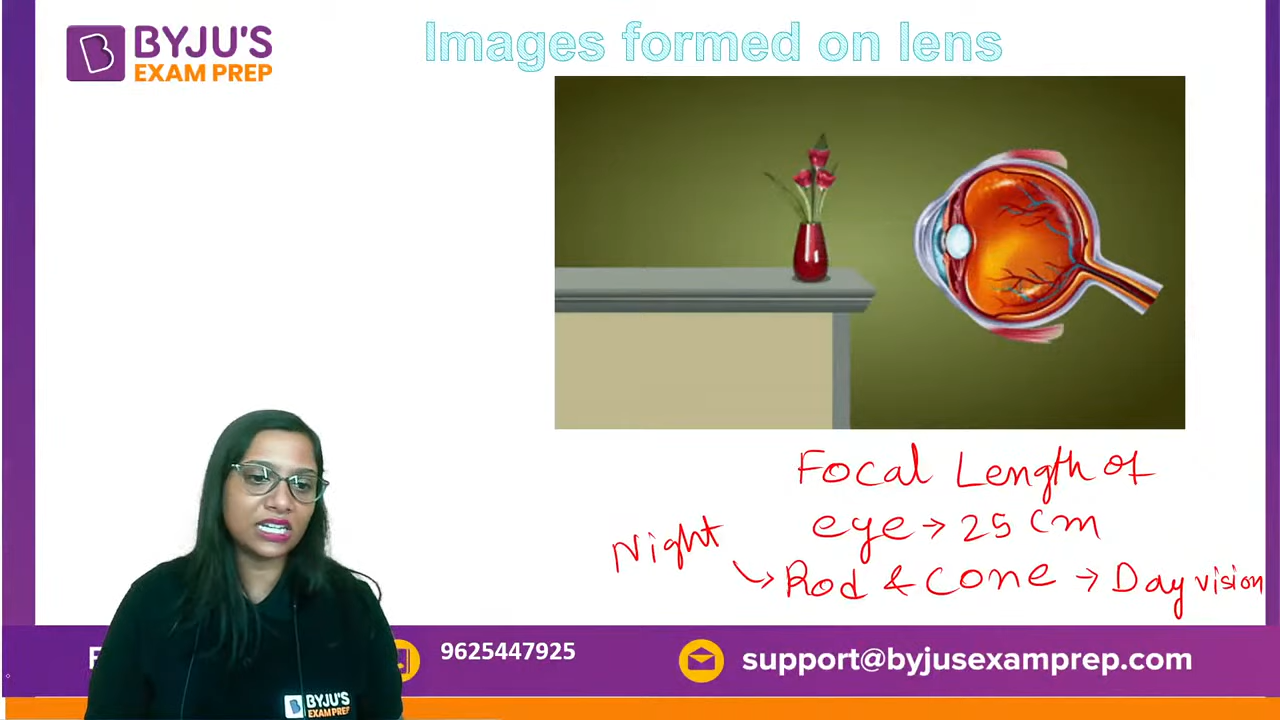 BYJU'S
EXAM PREP
Images formed on lens
Focal Length of
eye → 25 cm
Night
↳ Rod & Cone → Day vision
9625447925
support@byjusexamprep.com
BYJU'S
EXAM PREP